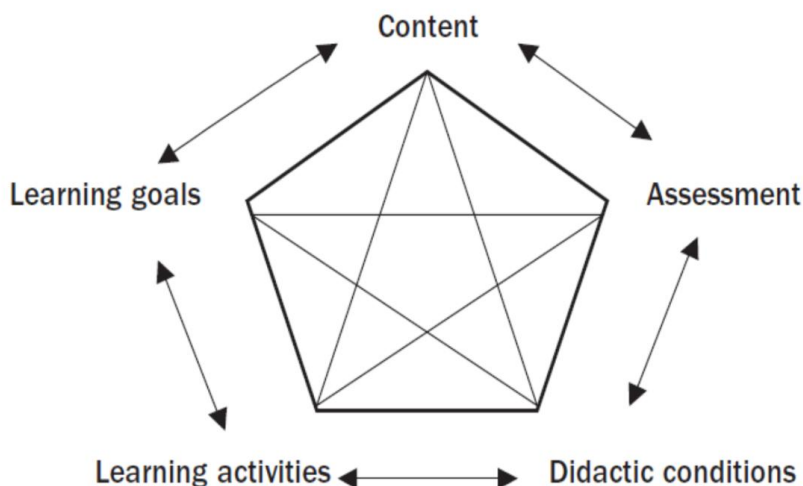 Content
Learning goals
Assessment
Learning activities
Didactic conditions